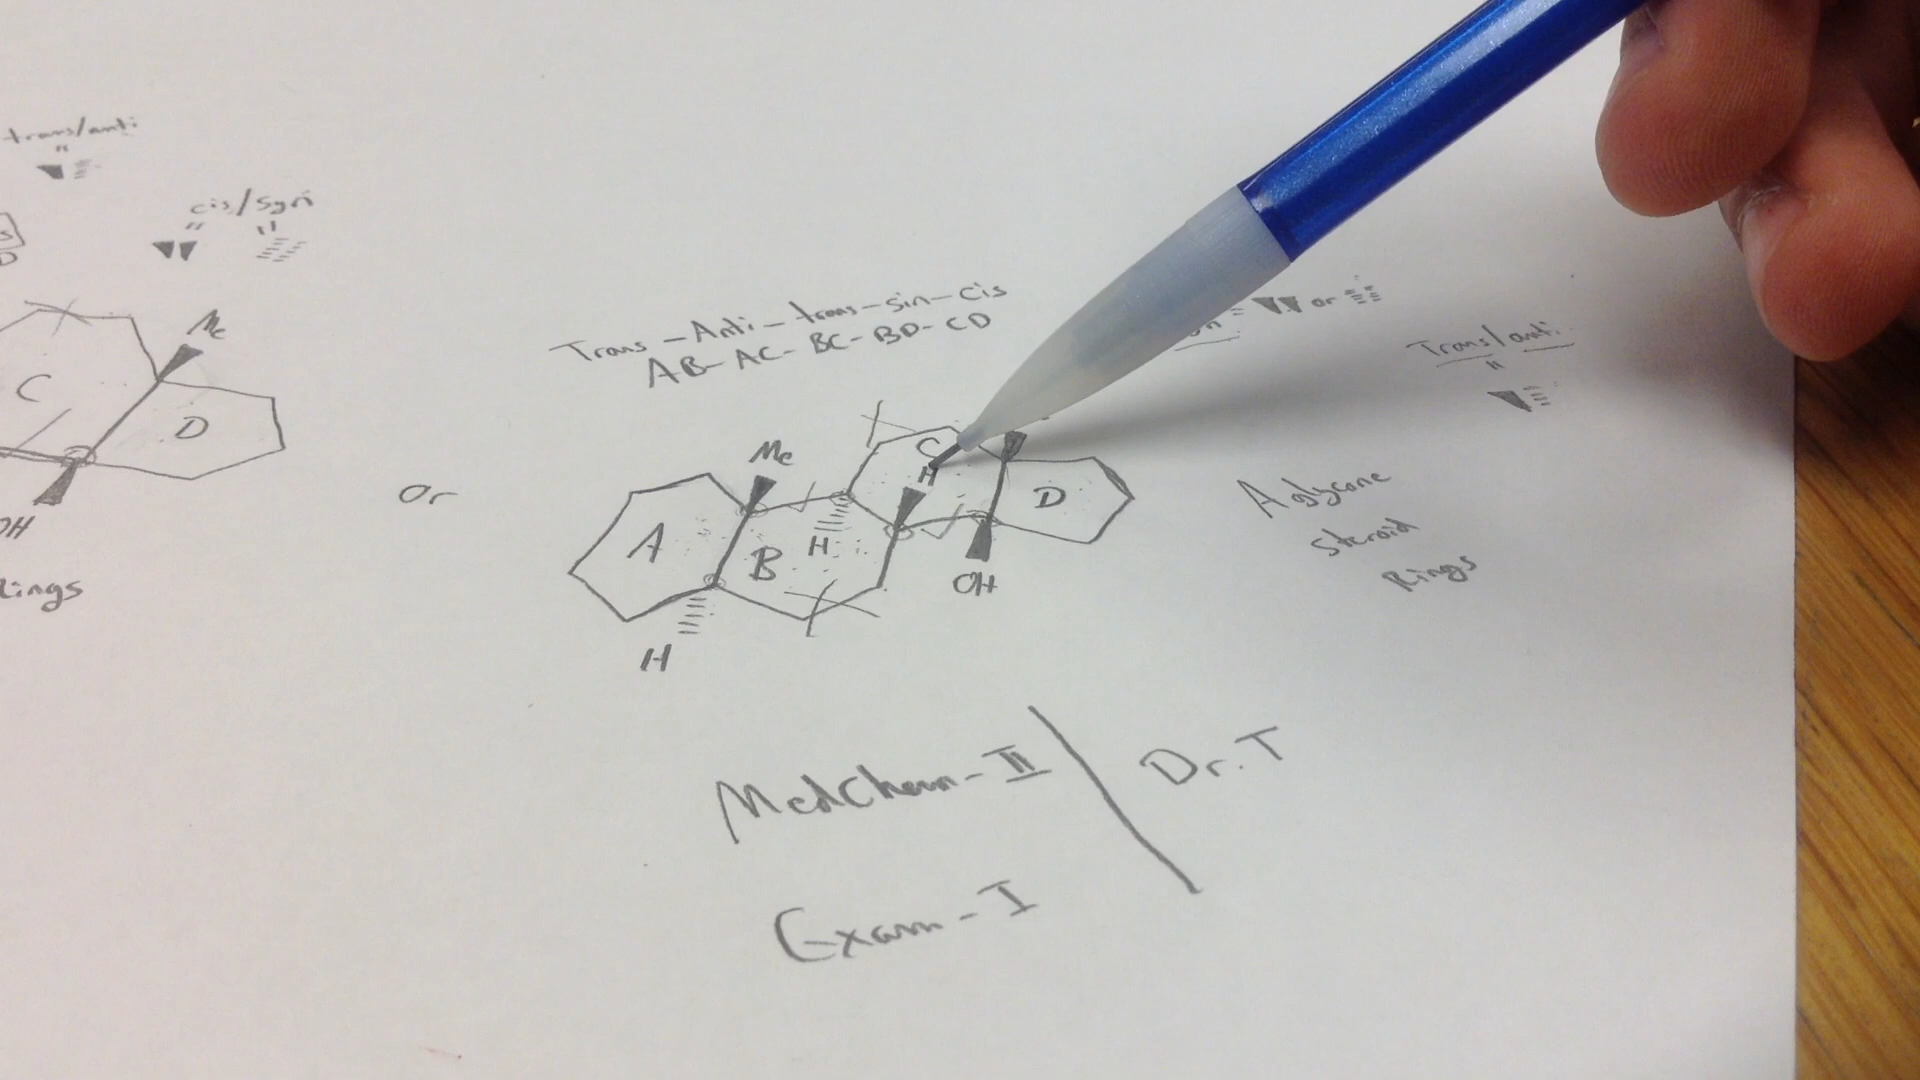 trans/anti
"
cis/Syn
" "
S
D
Me
C
D
OH
Rings
Or
Trans-Anti-trans-sin-cis
AB-AC-BC-BD-CD
Me
C
H
A
B
H
D
OH
H
= or
Trans/anti
"
Aglycone
Steroid
Rings
MedChem-II
Dr. T
Exam-I